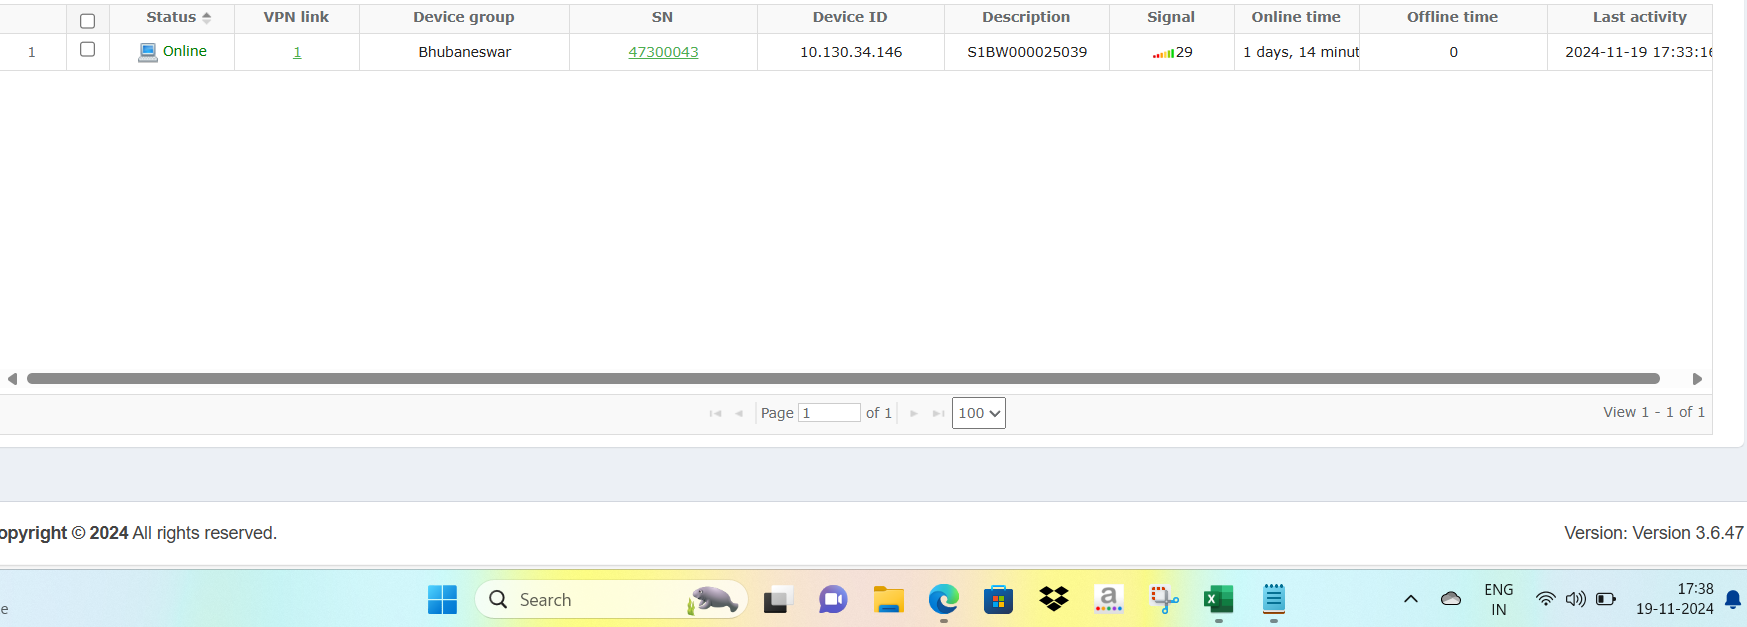 Status VPN link Device group SN Device ID Description Signal Online time Offline time Last activity
1 Online 1 Bhubaneswar 47300043 10.130.34.146 S1BW000025039 29 1 days, 14 minut 0 2024-11-19 17:33:16
Page 1 of 1 100 View 1 - 1 of 1
opyright © 2024 All rights reserved. Version: Version 3.6.47
e Search ENG IN 17:38
19-11-2024